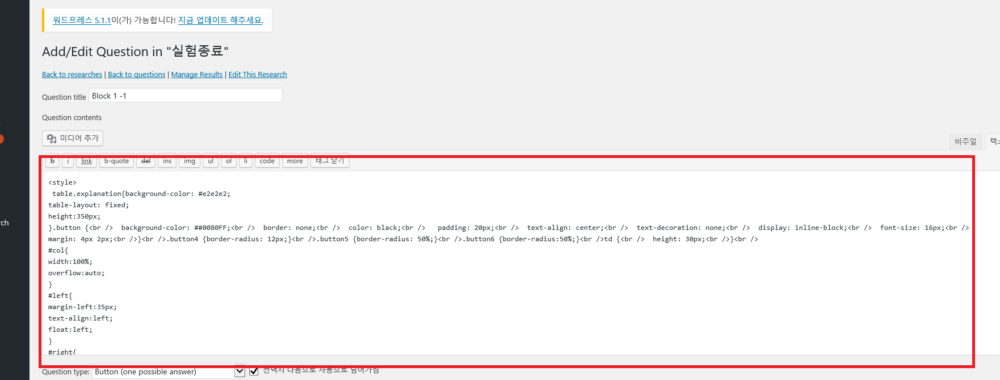 워드프레스 5.1.1이(가) 가능합니다! 지금 업데이트 해주세요.
Add/Edit Question in "실험종료"
Back to researches | Back to questions | Manage Results | Edit This Research
Question title Block 1 -1
Question contents
미디어 추가
비주얼
b i link b-quote del ins img ul ol li code more 태그 닫기
<style>
table.explanation{background-color: #e2e2e2;
table-layout: fixed;
height:350px;
}.button {<br />  background-color: ##0080FF;<br />  border: none;<br />  color: black;<br />   padding: 20px;<br />  text-align: center;<br />  text-decoration: none;<br />  display: inline-block;<br />  font-size: 16px;<br />
margin: 4px 2px;<br />}<br />.button4 {border-radius: 12px;}<br />.button5 {border-radius: 50%;}<br />.button6 {border-radius:50%;}<br />td {<br />  height: 30px;<br />}<br />
#col{
width:100%;
overflow:auto;
}
#left{
margin-left:35px;
text-align:left;
float:left;
}
#right{
Question type: Button (one possible answer) 선택시 다음으로 자동으로 넘어가짐
rch